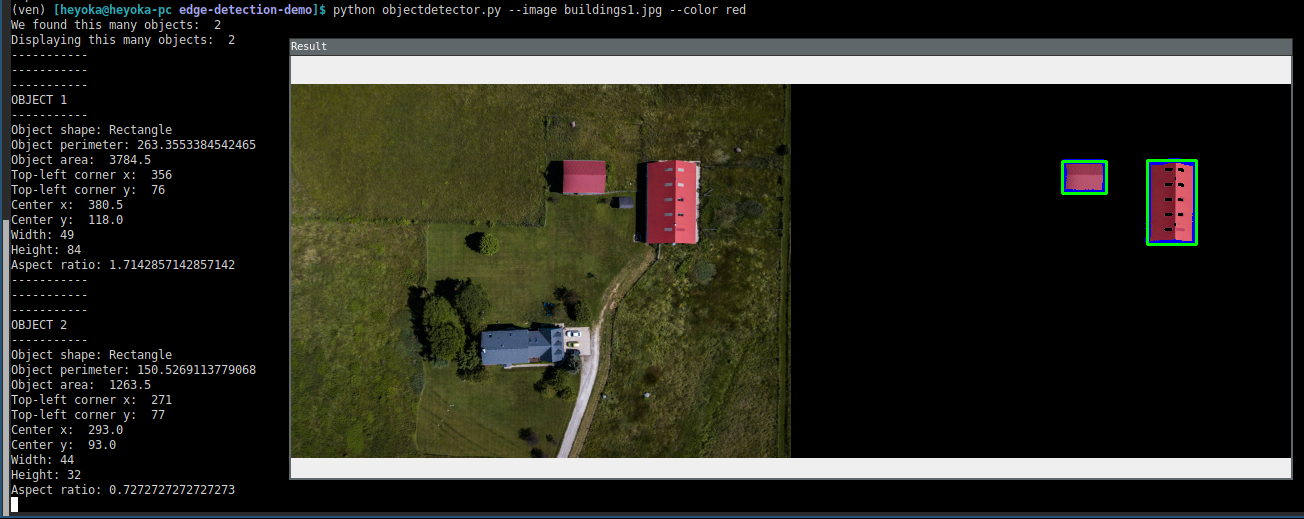 (ven) [heyoka@heyoka-pc edge-detection-demo]$ python objectdetector.py --image buildings1.jpg --color red
We found this many objects:  2
Displaying this many objects:  2
-----------
-----------
-----------
OBJECT 1
-----------
Object shape: Rectangle
Object perimeter: 263.3553384542465
Object area:  3784.5
Top-left corner x:  356
Top-left corner y:  76
Center x:  380.5
Center y:  118.0
Width: 49
Height: 84
Aspect ratio: 1.7142857142857142
-----------
-----------
-----------
OBJECT 2
-----------
Object shape: Rectangle
Object perimeter: 150.5269113779068
Object area:  1263.5
Top-left corner x:  271
Top-left corner y:  77
Center x:  293.0
Center y:  93.0
Width: 44
Height: 32
Aspect ratio: 0.7272727272727273
Result